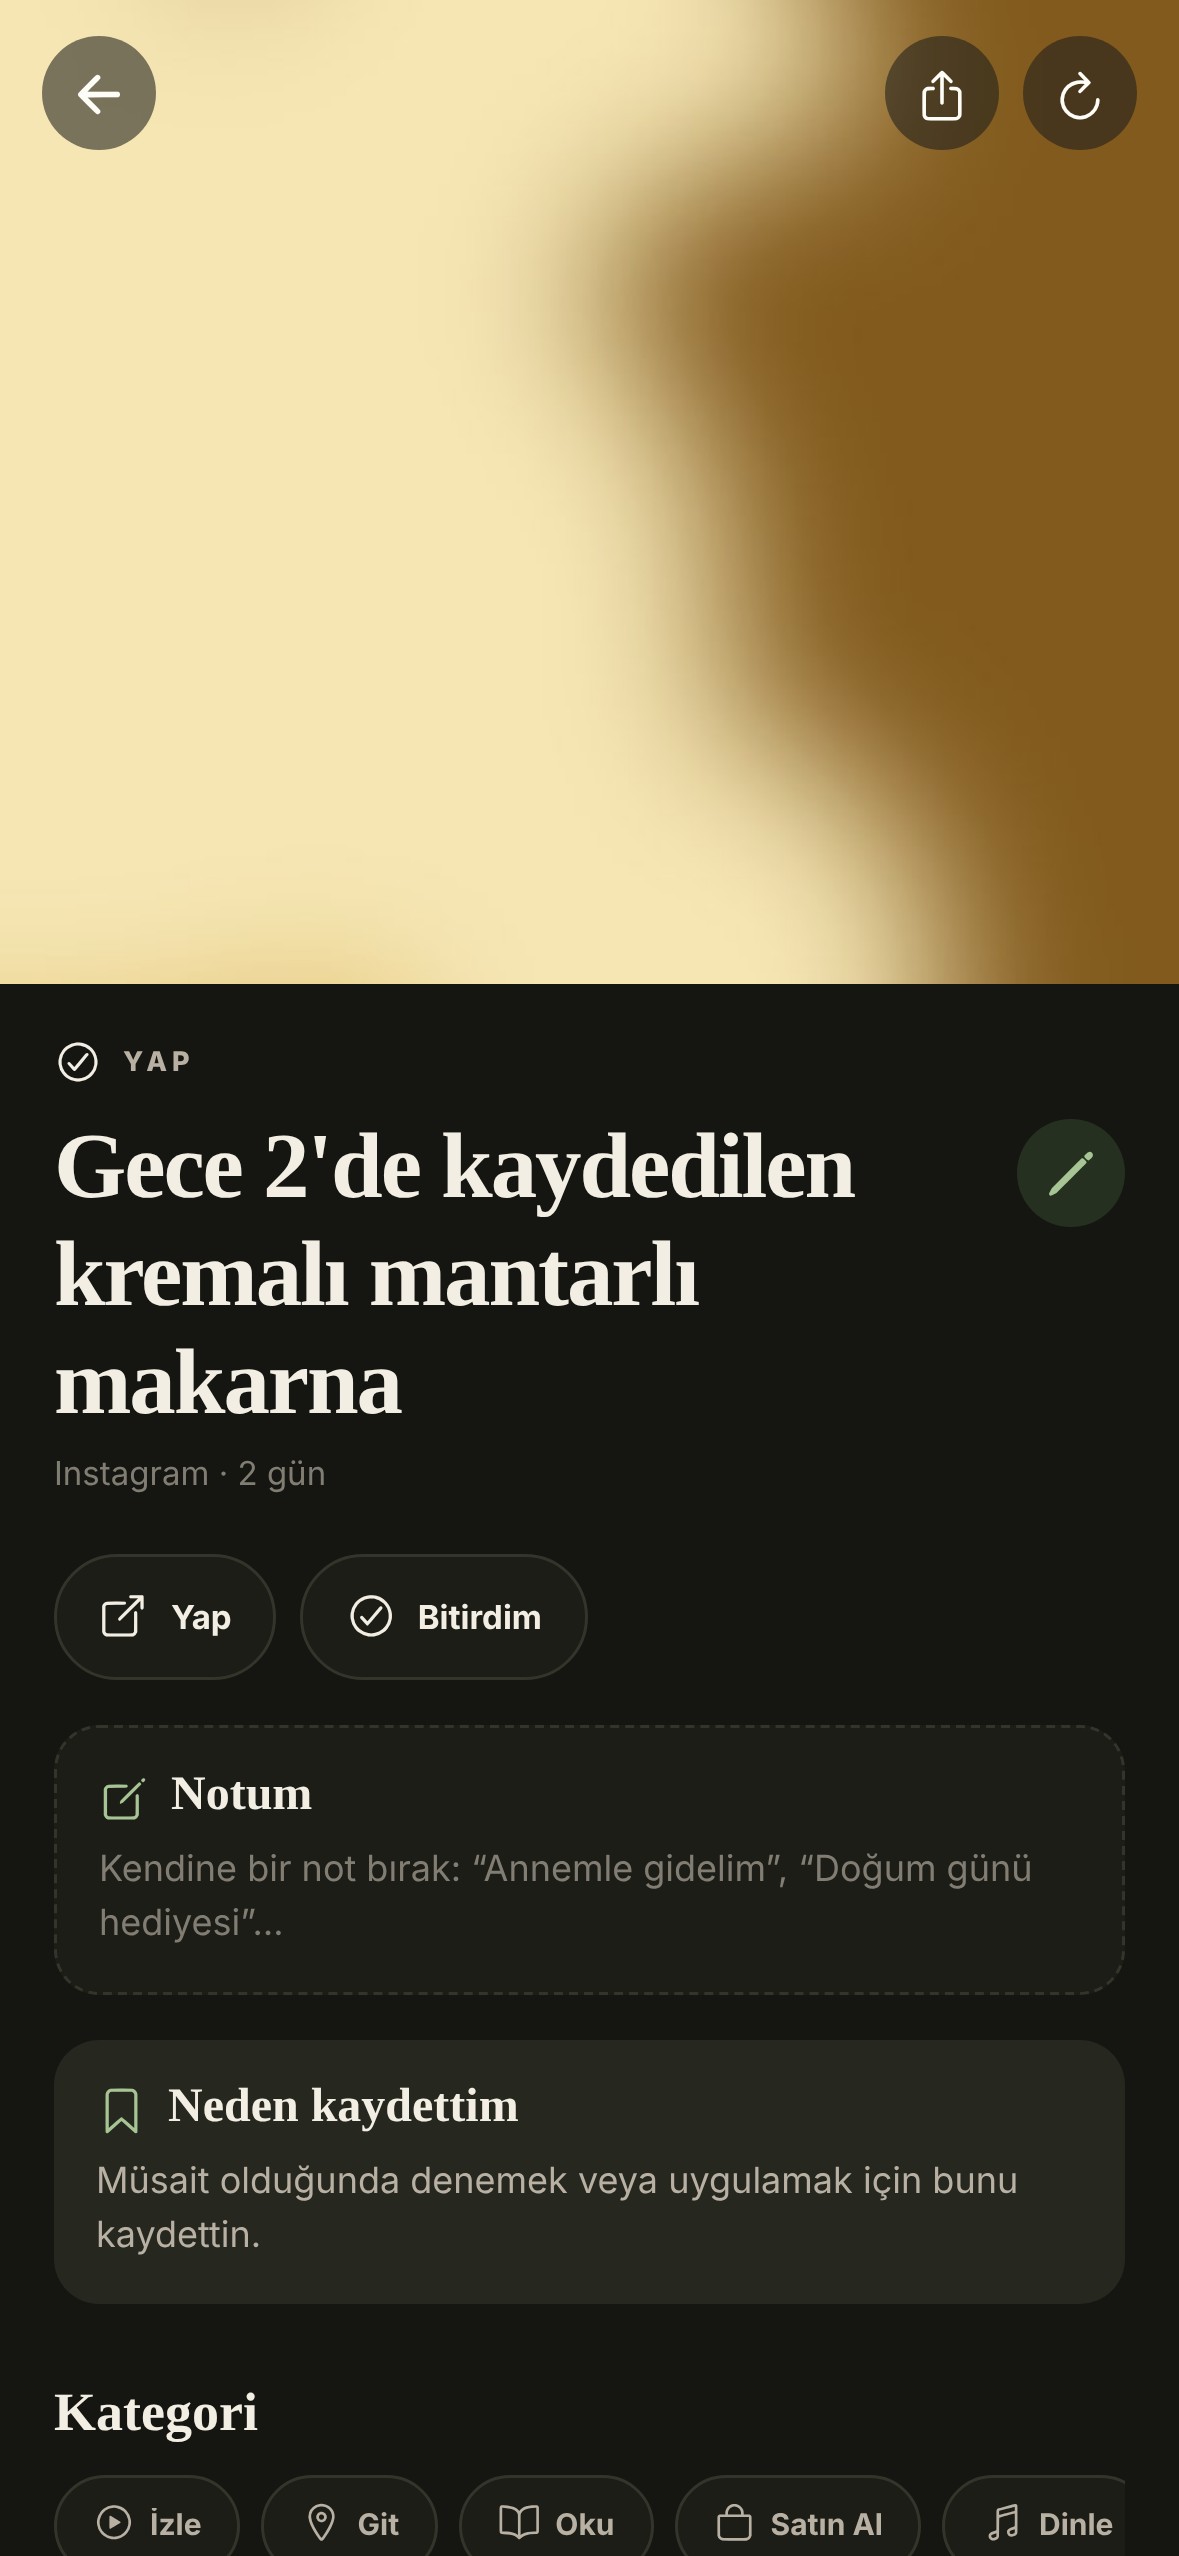 YAP
Gece 2'de kaydedilen
kremalı mantarlı
makarna
Instagram · 2 gün
Yap
Bitirdim
Notum
Kendine bir not bırak: “Annemle gidelim”, “Doğum günü
hediyesi”…
Neden kaydettim
Müsait olduğunda denemek veya uygulamak için bunu
kaydettin.
Kategori
İzle
Git
Oku
Satın Al
Dinle